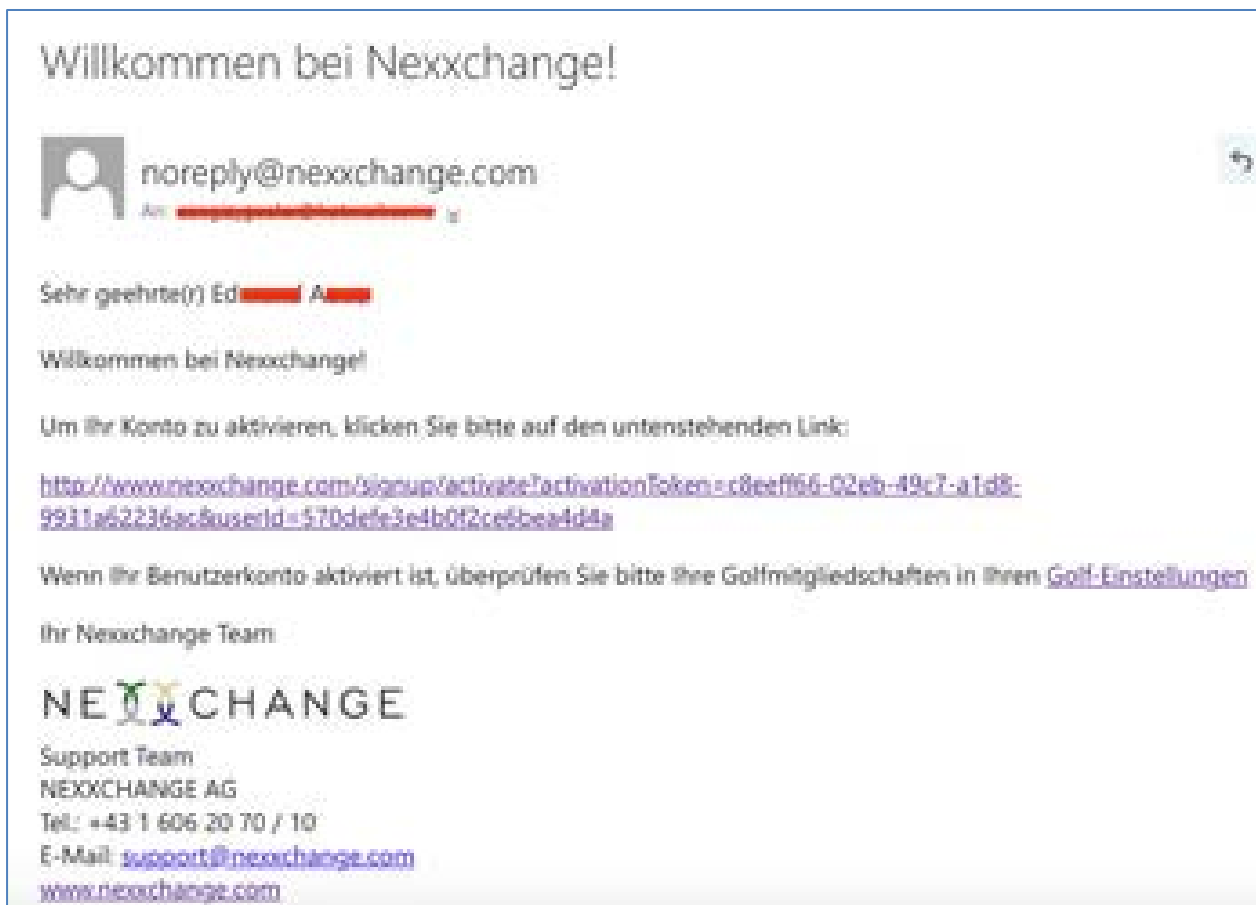 Willkommen bei Nexxchange!
noreply@nexxchange.com
An:
Sehr geehrte(r) Ed A
Willkommen bei Nexxchange!
Um Ihr Konto zu aktivieren, klicken Sie bitte auf den untenstehenden Link:
http://www.nexxchange.com/signup/activate?activationToken=c8eeff66-02eb-49c7-a1d8-
9931a62236ac&userId=570defe3e4b0f2ce6bea4d4a
Wenn Ihr Benutzerkonto aktiviert ist, überprüfen Sie bitte Ihre Golfmitgliedschaften in Ihren Golf-Einstellungen
Ihr Nexxchange Team
NEXXCHANGE
Support Team
NEXXCHANGE AG
Tel.: +43 1 606 20 70 / 10
E-Mail: support@nexxchange.com
www.nexxchange.com